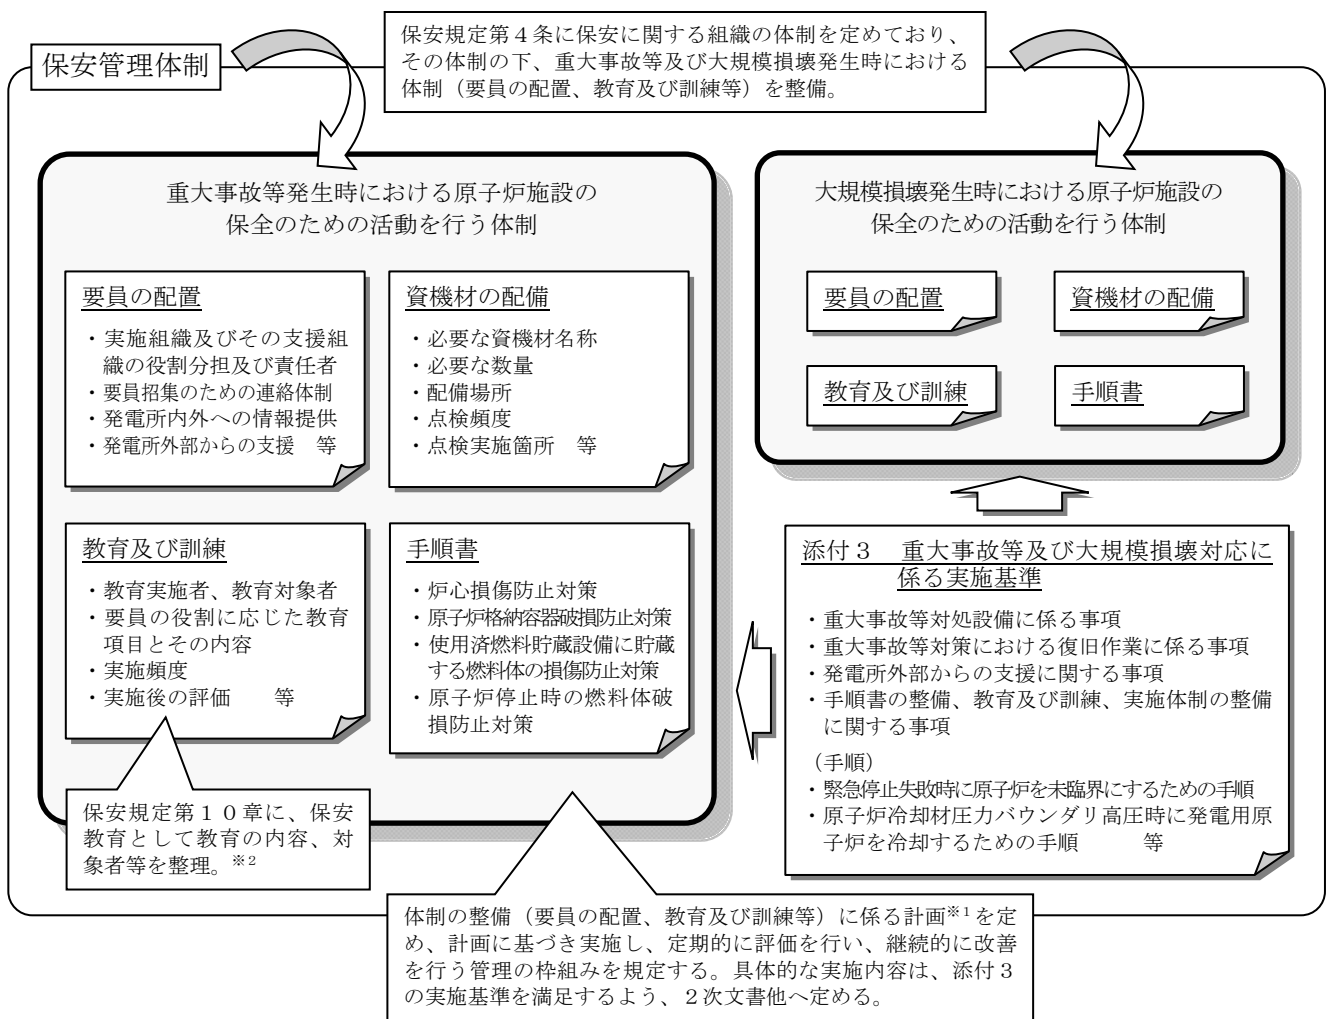 保安管理体制
保安規定第4条に保安に関する組織の体制を定めており、
その体制の下、重大事故等及び大規模損壊発生時における
体制(要員の配置、教育及び訓練等)を整備。
重大事故等発生時における原子炉施設の
保全のための活動を行う体制
要員の配置
・実施組織及びその支援組
織の役割分担及び責任者
・要員招集のための連絡体制
・発電所内外への情報提供
・発電所外部からの支援 等
資機材の配備
・必要な資機材名称
・必要な数量
・配備場所
・点検頻度
・点検実施箇所 等
教育及び訓練
・教育実施者、教育対象者
・要員の役割に応じた教育
項目とその内容
・実施頻度
・実施後の評価 等
手順書
・炉心損傷防止対策
・原子炉格納容器破損防止対策
・使用済燃料貯蔵設備に貯蔵
する燃料体の損傷防止対策
・原子炉停止時の燃料体破
損防止対策
保安規定第10章に、保安
教育として教育の内容、対
象者等を整理。※2
大規模損壊発生時における原子炉施設の
保全のための活動を行う体制
要員の配置
資機材の配備
教育及び訓練
手順書
添付3 重大事故等及び大規模損壊対応に
係る実施基準
・重大事故等対処設備に係る事項
・重大事故等対策における復旧作業に係る事項
・発電所外部からの支援に関する事項
・手順書の整備、教育及び訓練、実施体制の整備
に関する事項
(手順)
・緊急停止失敗時に原子炉を未臨界にするための手順
・原子炉冷却材圧力バウンダリ高圧時に発電用原
子炉を冷却するための手順 等
体制の整備(要員の配置、教育及び訓練等)に係る計画※1を定
め、計画に基づき実施し、定期的に評価を行い、継続的に改善
を行う管理の枠組みを規定する。具体的な実施内容は、添付3
の実施基準を満足するよう、2次文書他へ定める。